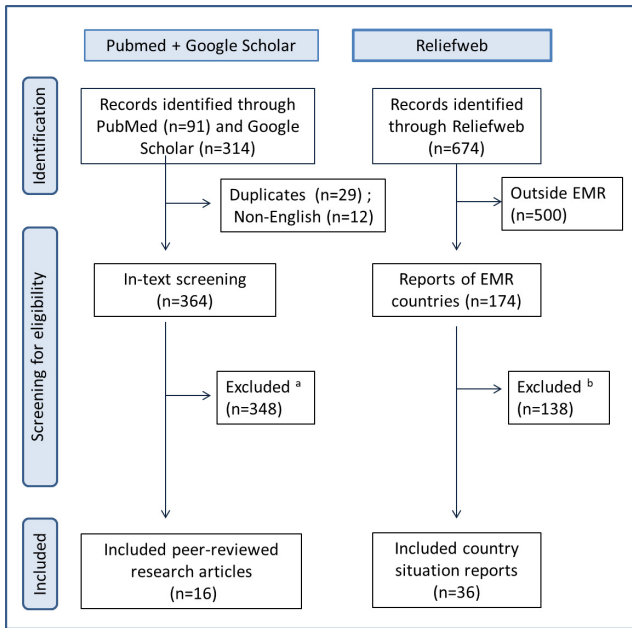 Pubmed + Google Scholar
Reliefweb
Identification
Records identified through
PubMed (n=91) and Google
Scholar (n=314)
Records identified
through Reliefweb
(n=674)
Duplicates (n=29) ;
Non-English (n=12)
Outside EMR
(n=500)
Screening for eligibility
In-text screening
(n=364)
Reports of EMR
countries (n=174)
Excluded a
(n=348)
Excluded b
(n=138)
Included
Included peer-reviewed
research articles
(n=16)
Included country
situation reports
(n=36)